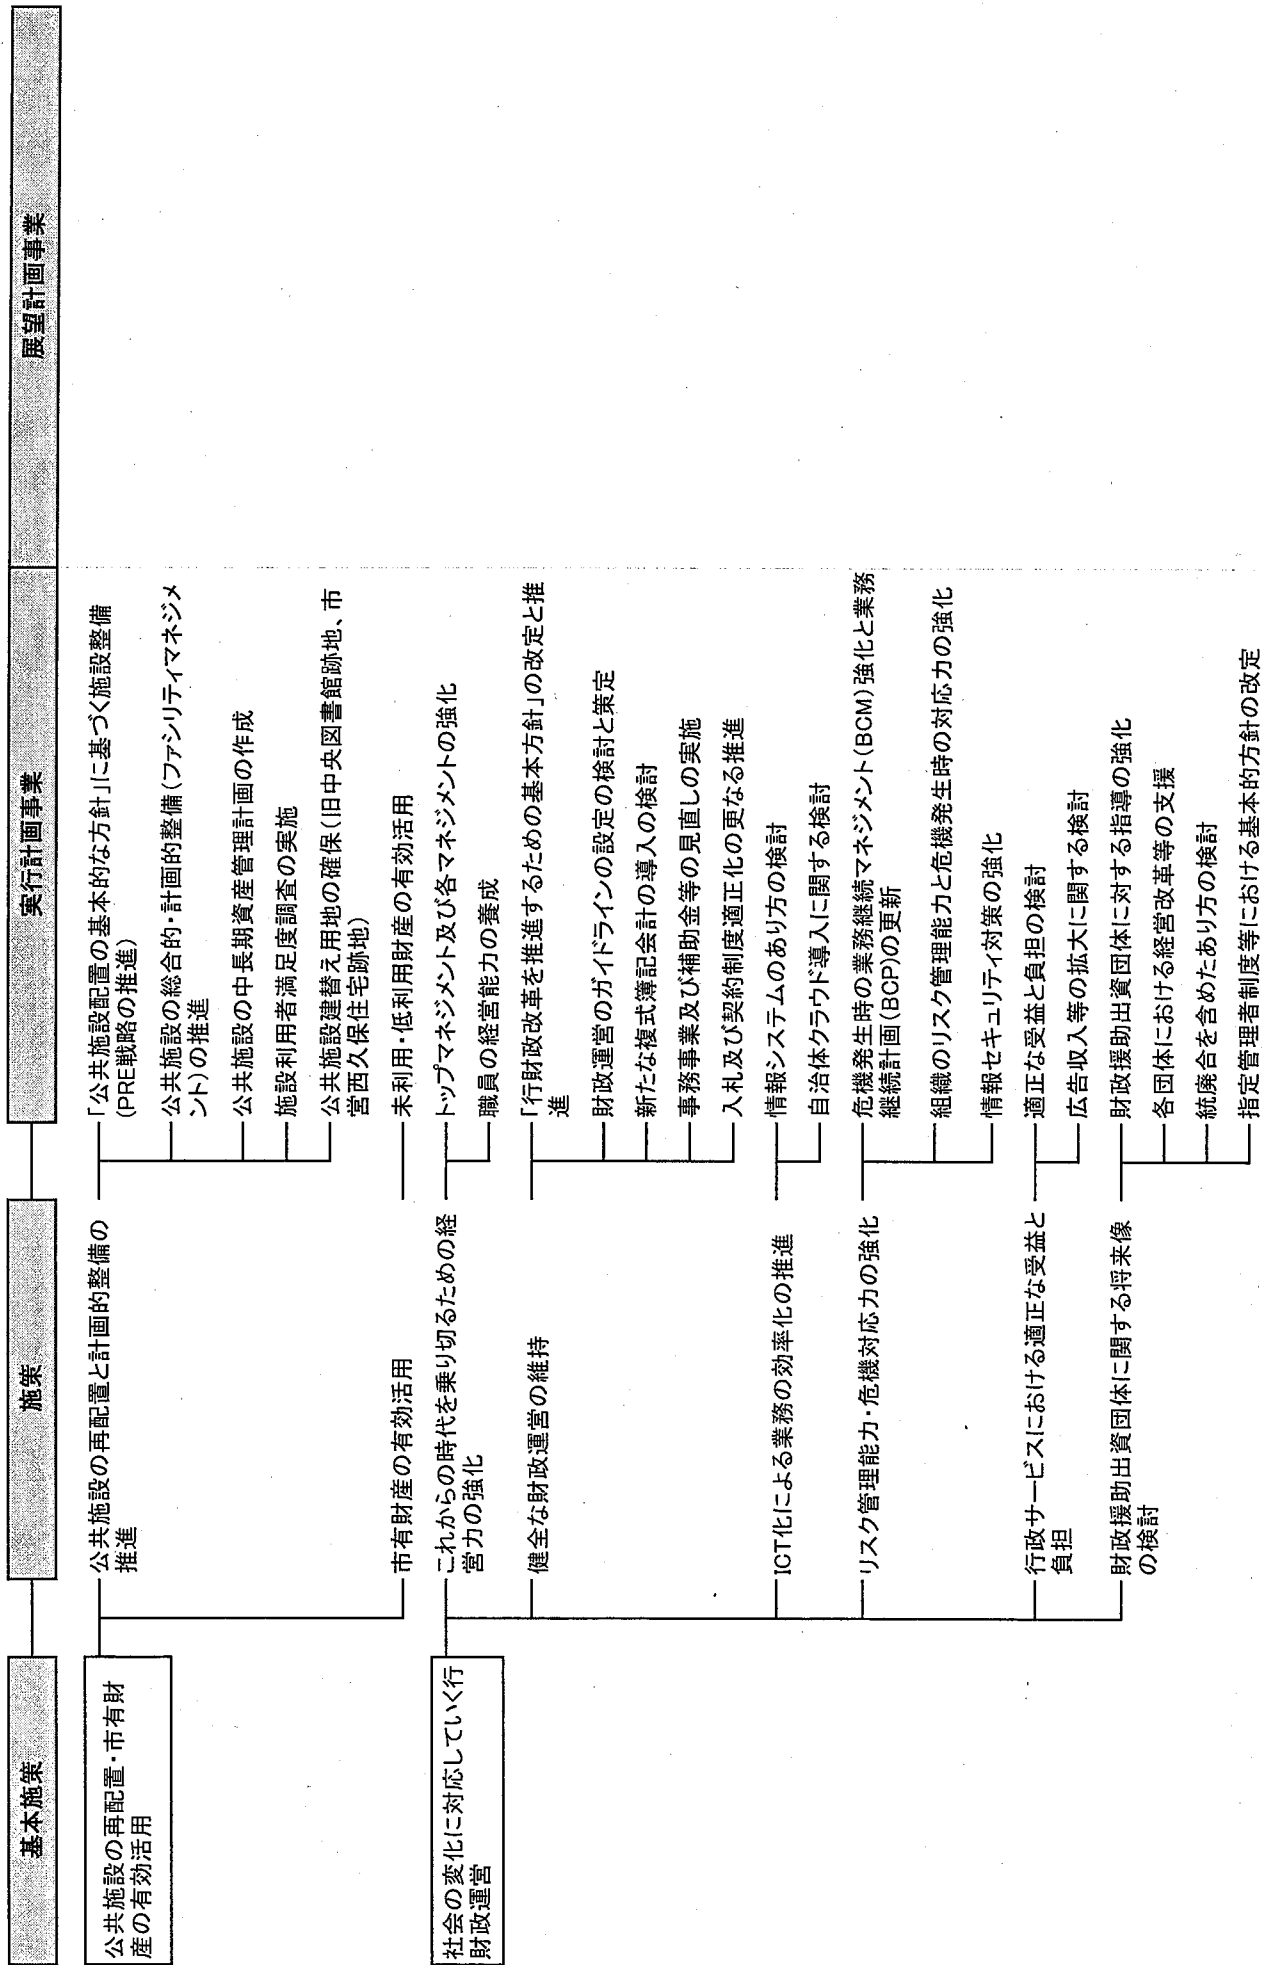 基本施策
施策
実行計画事業
展望計画事業
公共施設の再配置・市有財
産の有効活用
公共施設の再配置と計画的整備の
推進
「公共施設配置の基本的な方針」に基づく施設整備
(PRE戦略の推進)
公共施設の総合的・計画的整備(ファシリティマネジメ
ント)の推進
公共施設の中長期資産管理計画の作成
施設利用者満足度調査の実施
公共施設建替え用地の確保(旧中央図書館跡地、市
営西久保住宅跡地)
市有財産の有効活用
未利用・低利用財産の有効活用
社会の変化に対応していく行
財政運営
これからの時代を乗り切るための経
営力の強化
トップマネジメント及び各マネジメントの強化
職員の経営能力の養成
健全な財政運営の維持
「行財政改革を推進するための基本方針」の改定と推
進
財政運営のガイドラインの設定の検討と策定
新たな複式簿記会計の導入の検討
事務事業及び補助金等の見直しの実施
入札及び契約制度適正化の更なる推進
ICT化による業務の効率化の推進
情報システムのあり方の検討
自治体クラウド導入に関する検討
リスク管理能力・危機対応力の強化
危機発生時の業務継続マネジメント(BCM)強化と業務
継続計画(BCP)の更新
組織のリスク管理能力と危機発生時の対応力の強化
情報セキュリティ対策の強化
行政サービスにおける適正な受益と
負担
適正な受益と負担の検討
広告収入等の拡大に関する検討
財政援助出資団体に関する将来像
の検討
財政援助出資団体に対する指導の強化
各団体における経営改革等の支援
統廃合を含めたあり方の検討
指定管理者制度等における基本的方針の改定